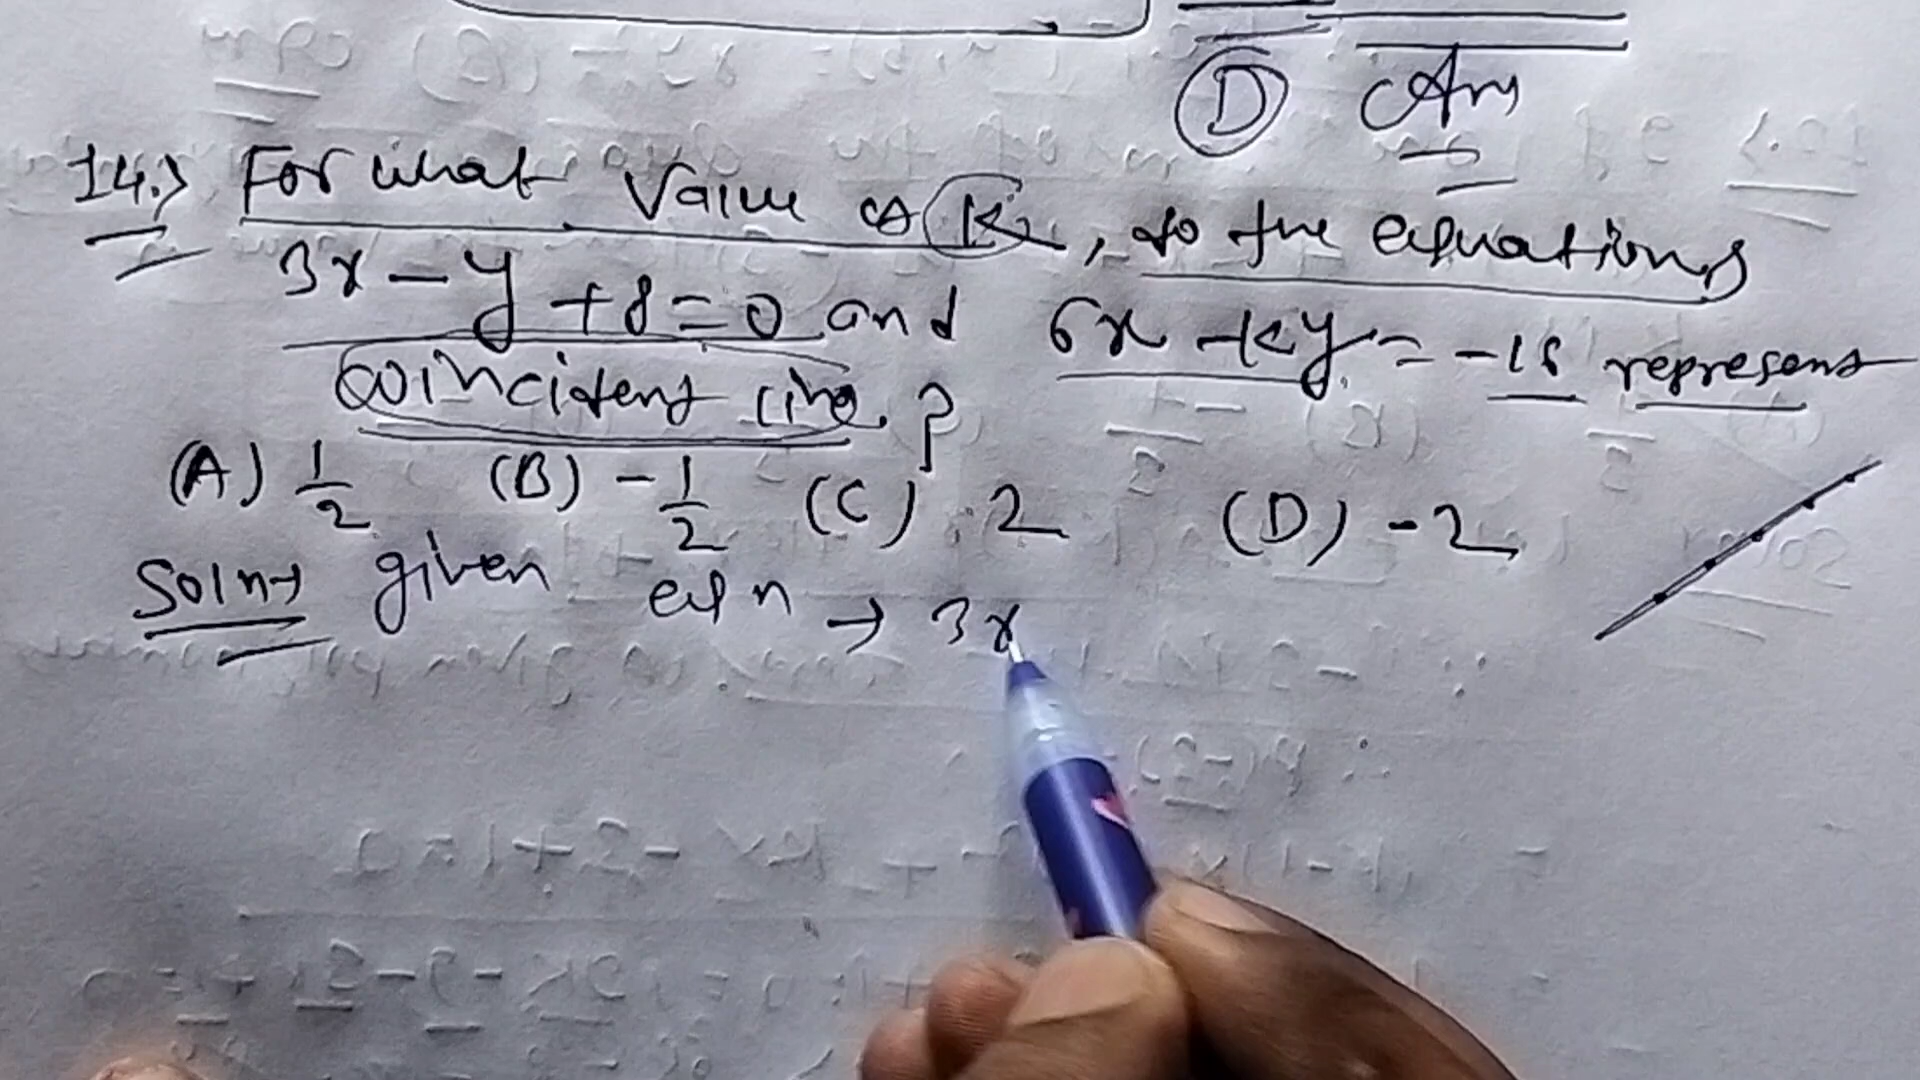 (D) Ans
14.) For what Value of K, do the equations
3x - y + 8 = 0 and 6x - ky = -16 represent
coincident line ?
(A) 1/2 (B) - 1/2 (C) 2 (D) -2
Soln→ given eqn → 3x